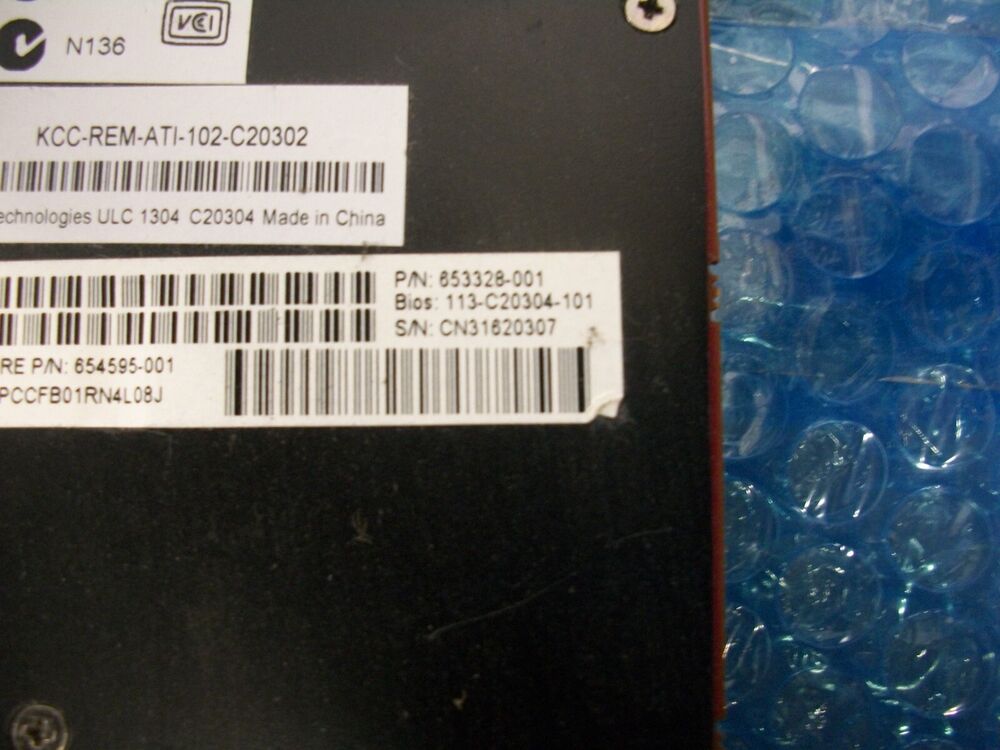 VCCI
N136
KCC-REM-ATI-102-C20302
echnologies ULC 1304 C20304 Made in China
P/N: 653328-001
Bios: 113-C20304-101
S/N: CN31620307
RE P/N: 654595-001
PCCFB01RN4L08J